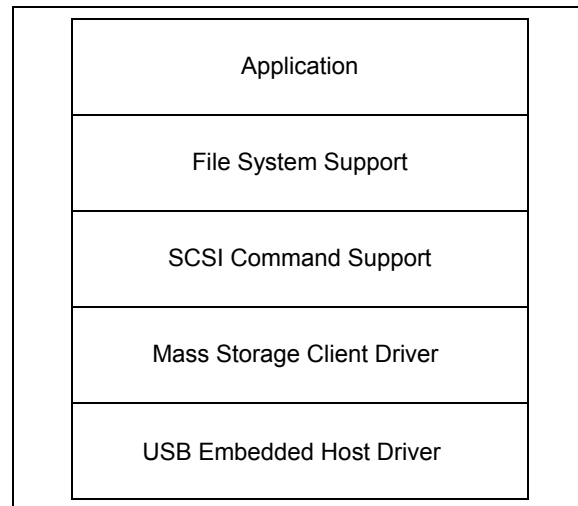 Application
File System Support
SCSI Command Support
Mass Storage Client Driver
USB Embedded Host Driver